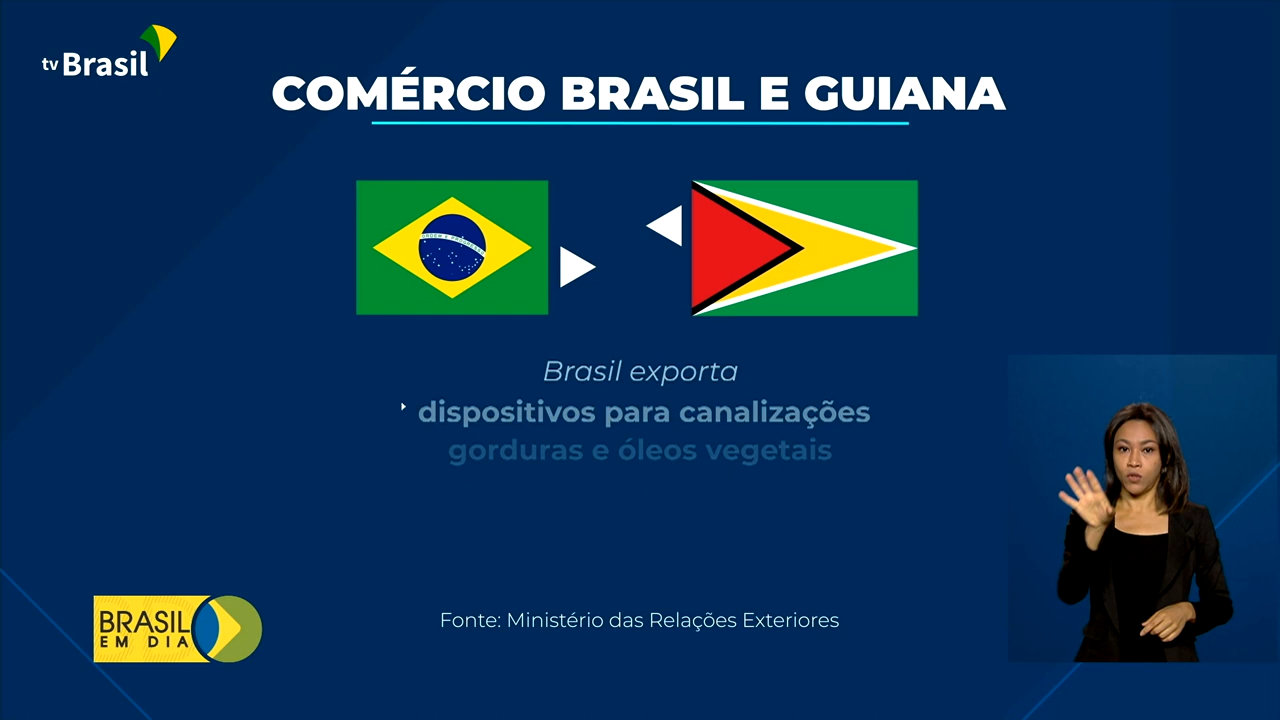 tv Brasil
COMÉRCIO BRASIL E GUIANA
Brasil exporta
dispositivos para canalizações
gorduras e óleos vegetais
BRASIL
EM DIA
Fonte: Ministério das Relações Exteriores